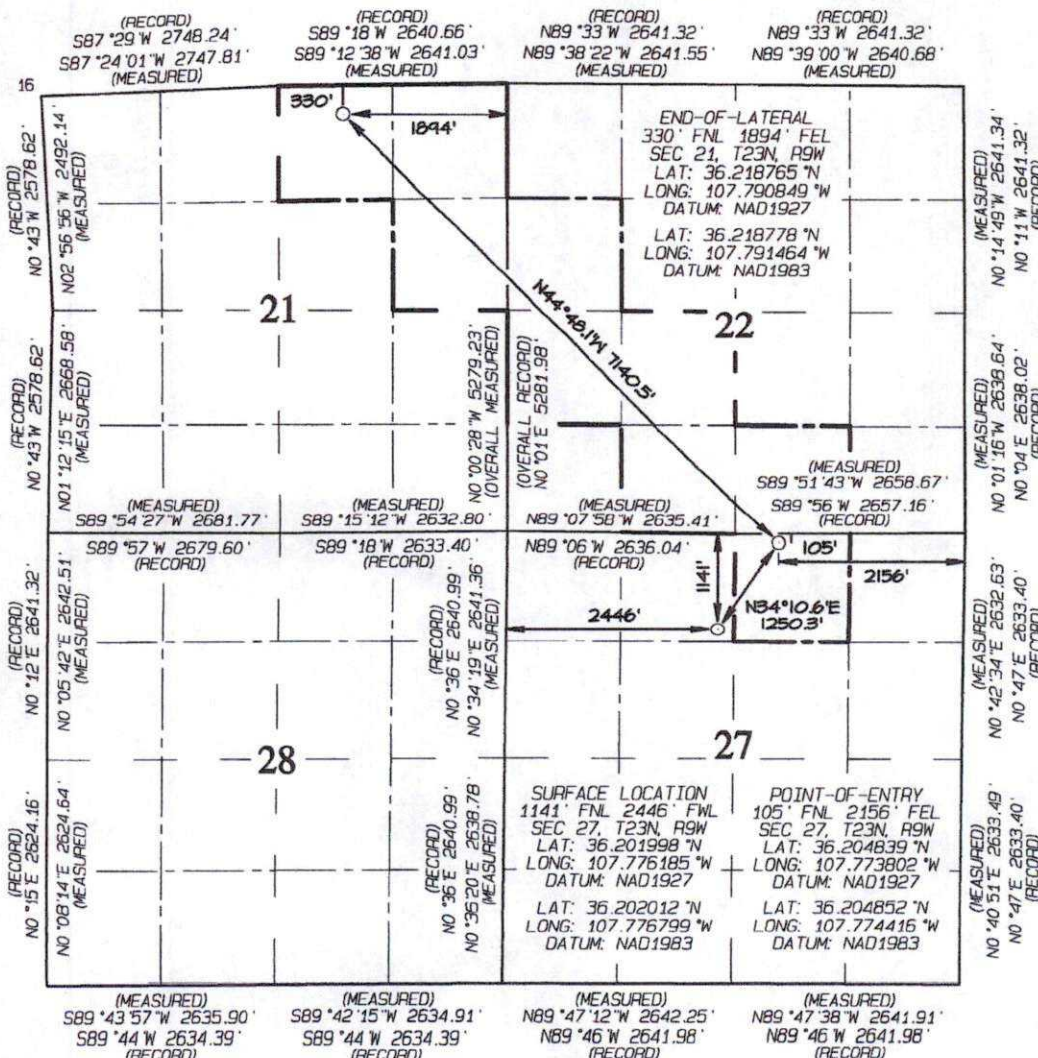 (RECORD)
S87°29'W 2748.24'
S87°24'01"W 2747.81'
(MEASURED)
(RECORD)
S89°18'W 2640.66'
S89°12'38"W 2641.03'
(MEASURED)
(RECORD)
N89°33'W 2641.32'
N89°38'22"W 2641.55'
(MEASURED)
(RECORD)
N89°33'W 2641.32'
N89°39'00"W 2640.68'
(MEASURED)
16
330'
1894'
END-OF-LATERAL
330' FNL 1894' FEL
SEC 21, T23N, R9W
LAT: 36.218765 °N
LONG: 107.790849 °W
DATUM: NAD1927
LAT: 36.218778 °N
LONG: 107.791464 °W
DATUM: NAD1983
(RECORD)
N0°43'W 2578.62'
N02°56'56"W 2492.14'
(MEASURED)
(MEASURED)
N0°14'49"W 2641.34'
N0°11'W 2641.32'
(RECORD)
21
22
N44°48.1'W 7140.5'
(RECORD)
N0°43'W 2578.62'
N01°12'15"E 2668.58'
(MEASURED)
N0°00'28"W 5279.23'
(OVERALL MEASURED)
(OVERALL RECORD)
N0°01'E 5281.98'
(MEASURED)
N0°01'16"W 2638.64'
N0°04'E 2638.02'
(RECORD)
(MEASURED)
S89°54'27"W 2681.77'
S89°57'W 2679.60'
(RECORD)
(MEASURED)
S89°15'12"W 2632.80'
S89°18'W 2633.40'
(RECORD)
N89°07'58"W 2635.41'
N89°06'W 2636.04'
(RECORD)
(MEASURED)
S89°51'43"W 2658.67'
S89°56'W 2657.16'
(RECORD)
105'
2156'
1141'
N34°10.6'E
1250.3'
2446'
(RECORD)
N0°12'E 2641.32'
N0°05'42"E 2642.51'
(MEASURED)
(RECORD)
N0°36'E 2640.99'
N0°34'19"E 2641.36'
(MEASURED)
(MEASURED)
N0°42'34"E 2632.63'
N0°47'E 2633.40'
(RECORD)
28
27
(RECORD)
N0°15'E 2624.16'
N0°08'14"E 2624.64'
(MEASURED)
(RECORD)
N0°36'E 2640.99'
N0°36'20"E 2638.78'
(MEASURED)
SURFACE LOCATION
1141' FNL 2446' FWL
SEC 27, T23N, R9W
LAT: 36.201998 °N
LONG: 107.776185 °W
DATUM: NAD1927
LAT: 36.202012 °N
LONG: 107.776799 °W
DATUM: NAD1983
POINT-OF-ENTRY
105' FNL 2156' FEL
SEC 27, T23N, R9W
LAT: 36.204839 °N
LONG: 107.773802 °W
DATUM: NAD1927
LAT: 36.204852 °N
LONG: 107.774416 °W
DATUM: NAD1983
(MEASURED)
N0°40'51"E 2633.49'
N0°47'E 2633.40'
(RECORD)
(MEASURED)
S89°43'57"W 2635.90'
S89°44'W 2634.39'
(RECORD)
(MEASURED)
S89°42'15"W 2634.91'
S89°44'W 2634.39'
(RECORD)
(MEASURED)
N89°47'12"W 2642.25'
N89°46'W 2641.98'
(RECORD)
(MEASURED)
N89°47'38"W 2641.91'
N89°46'W 2641.98'
(RECORD)